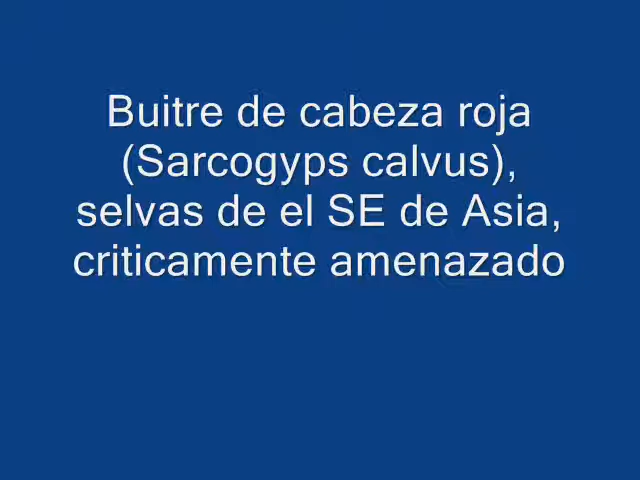 Buitre de cabeza roja
(Sarcogyps calvus),
selvas de el SE de Asia,
criticamente amenazado